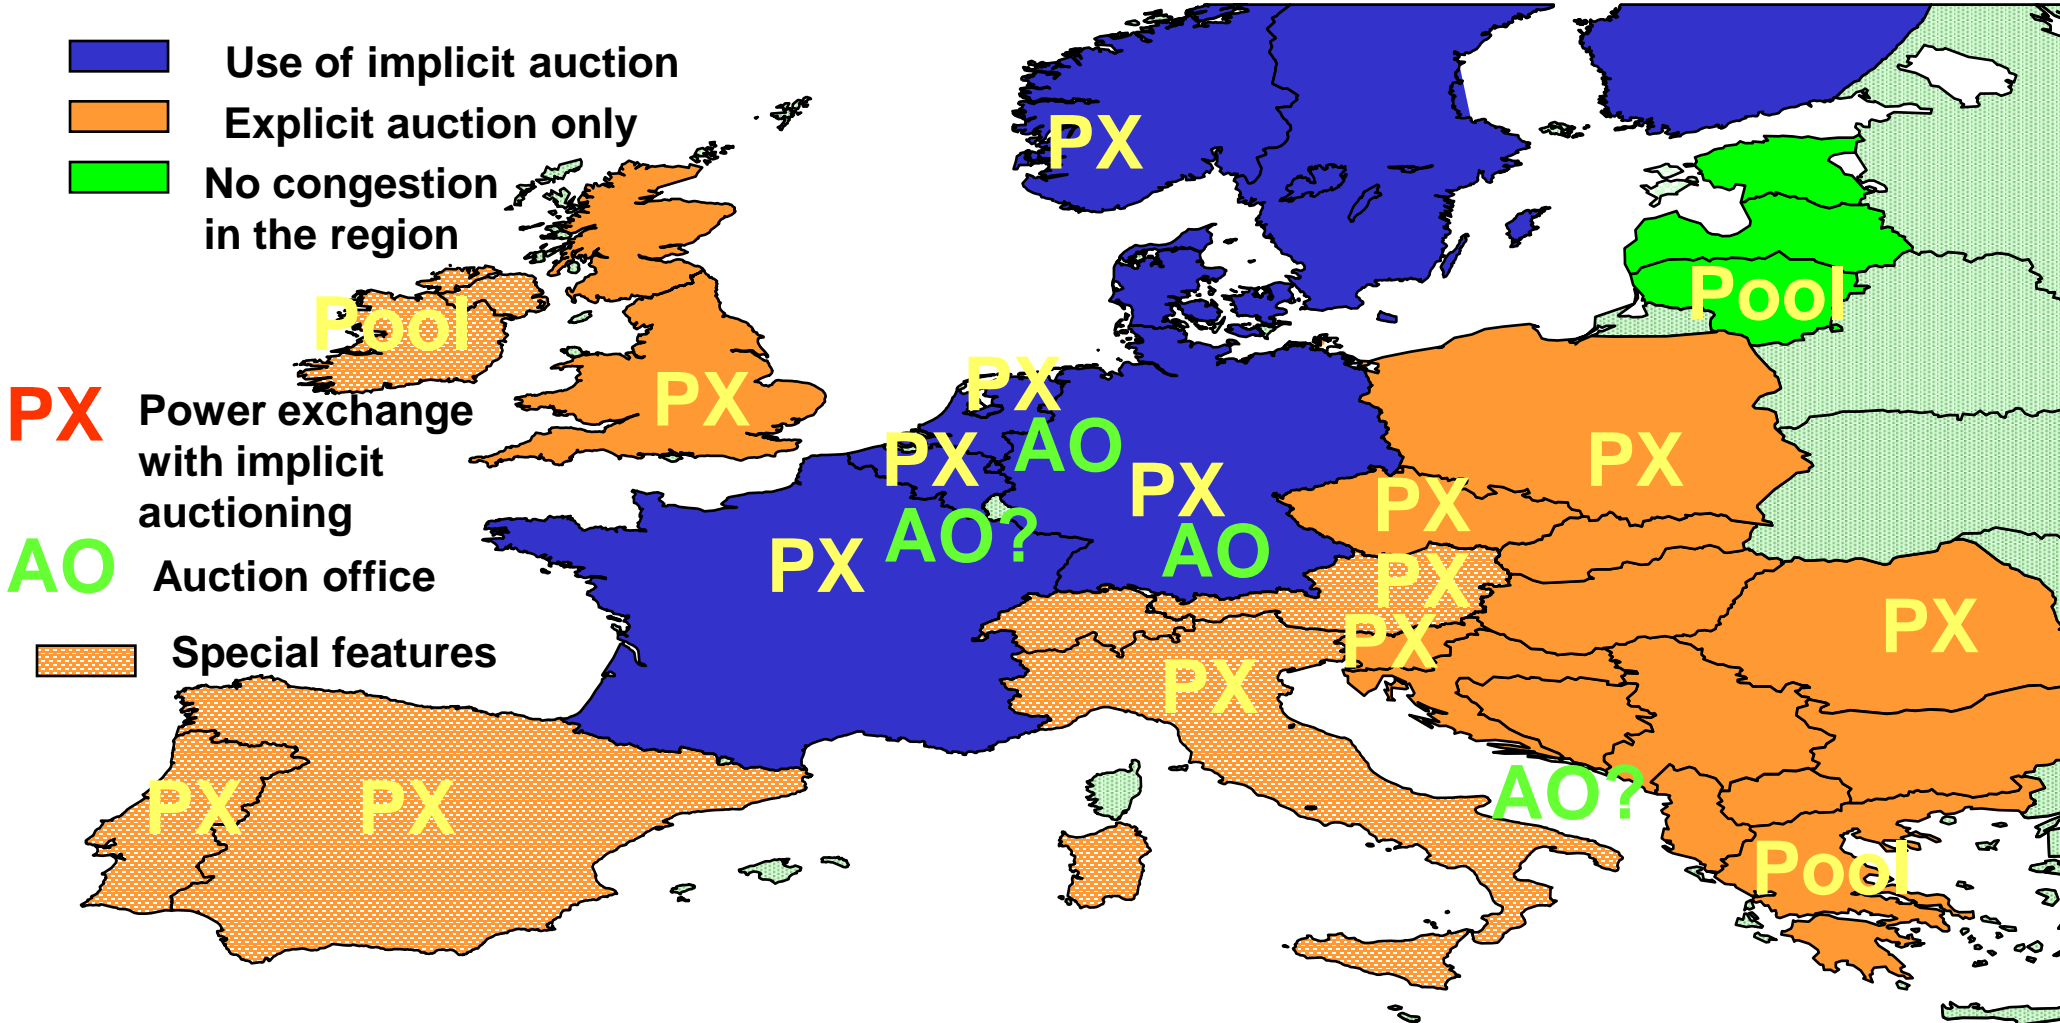 Use of implicit auction
Explicit auction only
No congestion
in the region
PX Power exchange
with implicit
auctioning
AO Auction office
Special features
PX
Pool
Pool
PX
PX
AO
PX
PX
PX
PX
AO?
PX
AO
PX
PX
PX
PX
PX
PX
AO?
PX
Pool